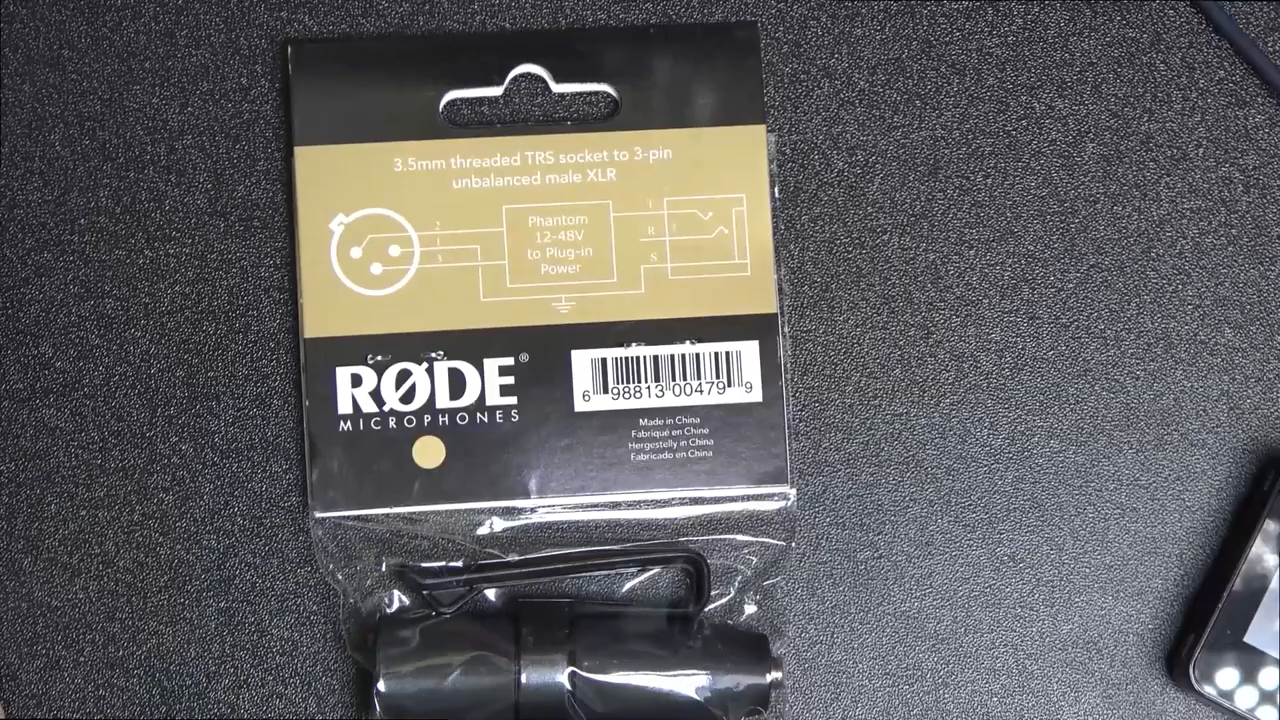 3.5mm threaded TRS socket to 3-pin
unbalanced male XLR
2
1
3
Phantom
12-48V
to Plug-in
Power
T
R
S
RØDE®
MICROPHONES
6 98813 00479 9
Made in China
Fabriqué en Chine
Hergestelly in China
Fabricado en China